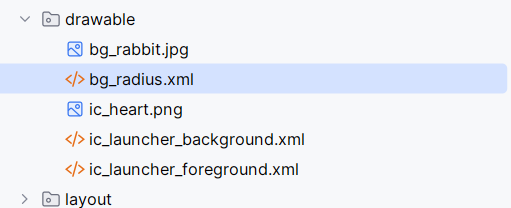 drawable
bg_rabbit.jpg
bg_radius.xml
ic_heart.png
ic_launcher_background.xml
ic_launcher_foreground.xml
layout